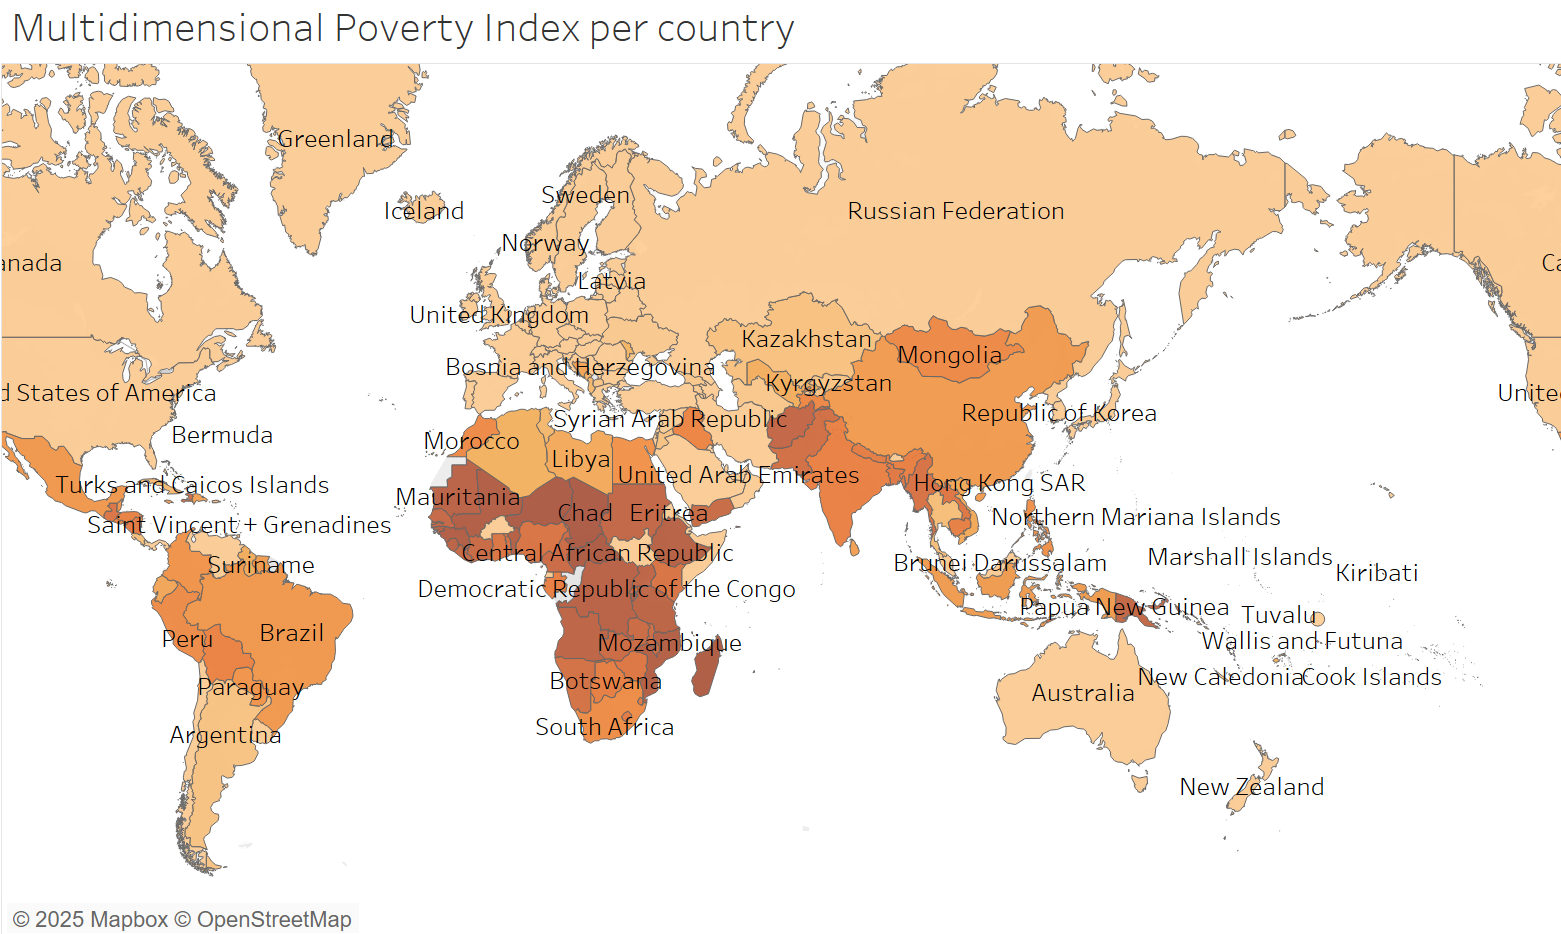 Multidimensional Poverty Index per country
Greenland
Sweden
Iceland
Russian Federation
Norway
anada
Ca
Latvia
United Kingdom
Kazakhstan
Mongolia
Bosnia and Herzegovina
Kyrgyzstan
d States of America
United
Republic of Korea
Syrian Arab Republic
Bermuda
Morocco
Libya
United Arab Emirates
Turks and Caicos Islands
Hong Kong SAR
Mauritania
Chad
Eritrea
Northern Mariana Islands
Saint Vincent + Grenadines
Central African Republic
Marshall Islands
Suriname
Brunei Darussalam
Kiribati
Democratic Republic of the Congo
Papua New Guinea
Tuvalu
Brazil
Peru
Mozambique
Wallis and Futuna
New Caledonia
Cook Islands
Botswana
Paraguay
Australia
South Africa
Argentina
New Zealand
© 2025 Mapbox © OpenStreetMap